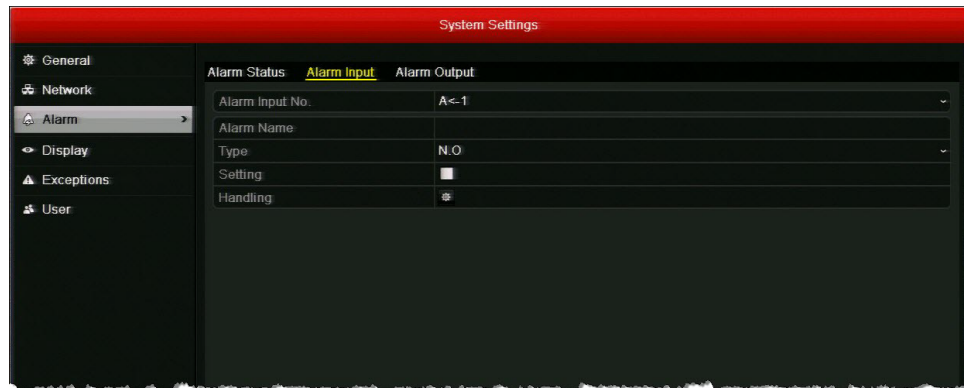 System Settings
General
Network
Alarm
Display
Exceptions
User
Alarm Status Alarm Input Alarm Output
Alarm Input No. A<-1
Alarm Name
Type N.O
Setting
Handling